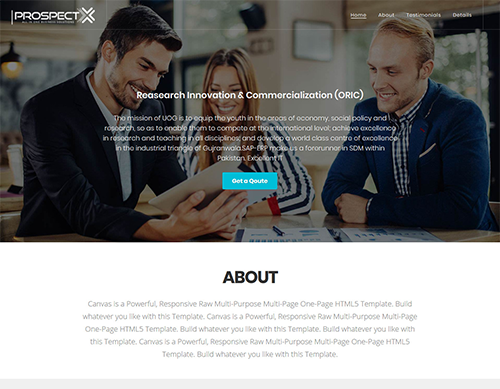 PROSPECT X
ALL IN ONE BUSINESS SOLUTIONS
Home About Testimonials Details
Reasearch Innovation & Commercialization (ORIC)
The mission of UOG is to equip the youth in the areas of economy, social policy and
research, so as to enable them to compete at the international level; achieve excellence
in research and teaching in all disciplines; and develop a world class centre of excellence
in the industrial triangle of Gujranwala.SAP-ERP make us a forerunner in SDM within
Pakistan. Excellent IT
Get a Qoute
ABOUT
Canvas is a Powerful, Responsive Raw Multi-Purpose Multi-Page One-Page HTML5 Template. Build
whatever you like with this Template. Canvas is a Powerful, Responsive Raw Multi-Purpose Multi-Page
One-Page HTML5 Template. Build whatever you like with this Template. Build whatever you like with
this Template. Canvas is a Powerful, Responsive Raw Multi-Purpose Multi-Page One-Page HTML5
Template. Build whatever you like with this Template.